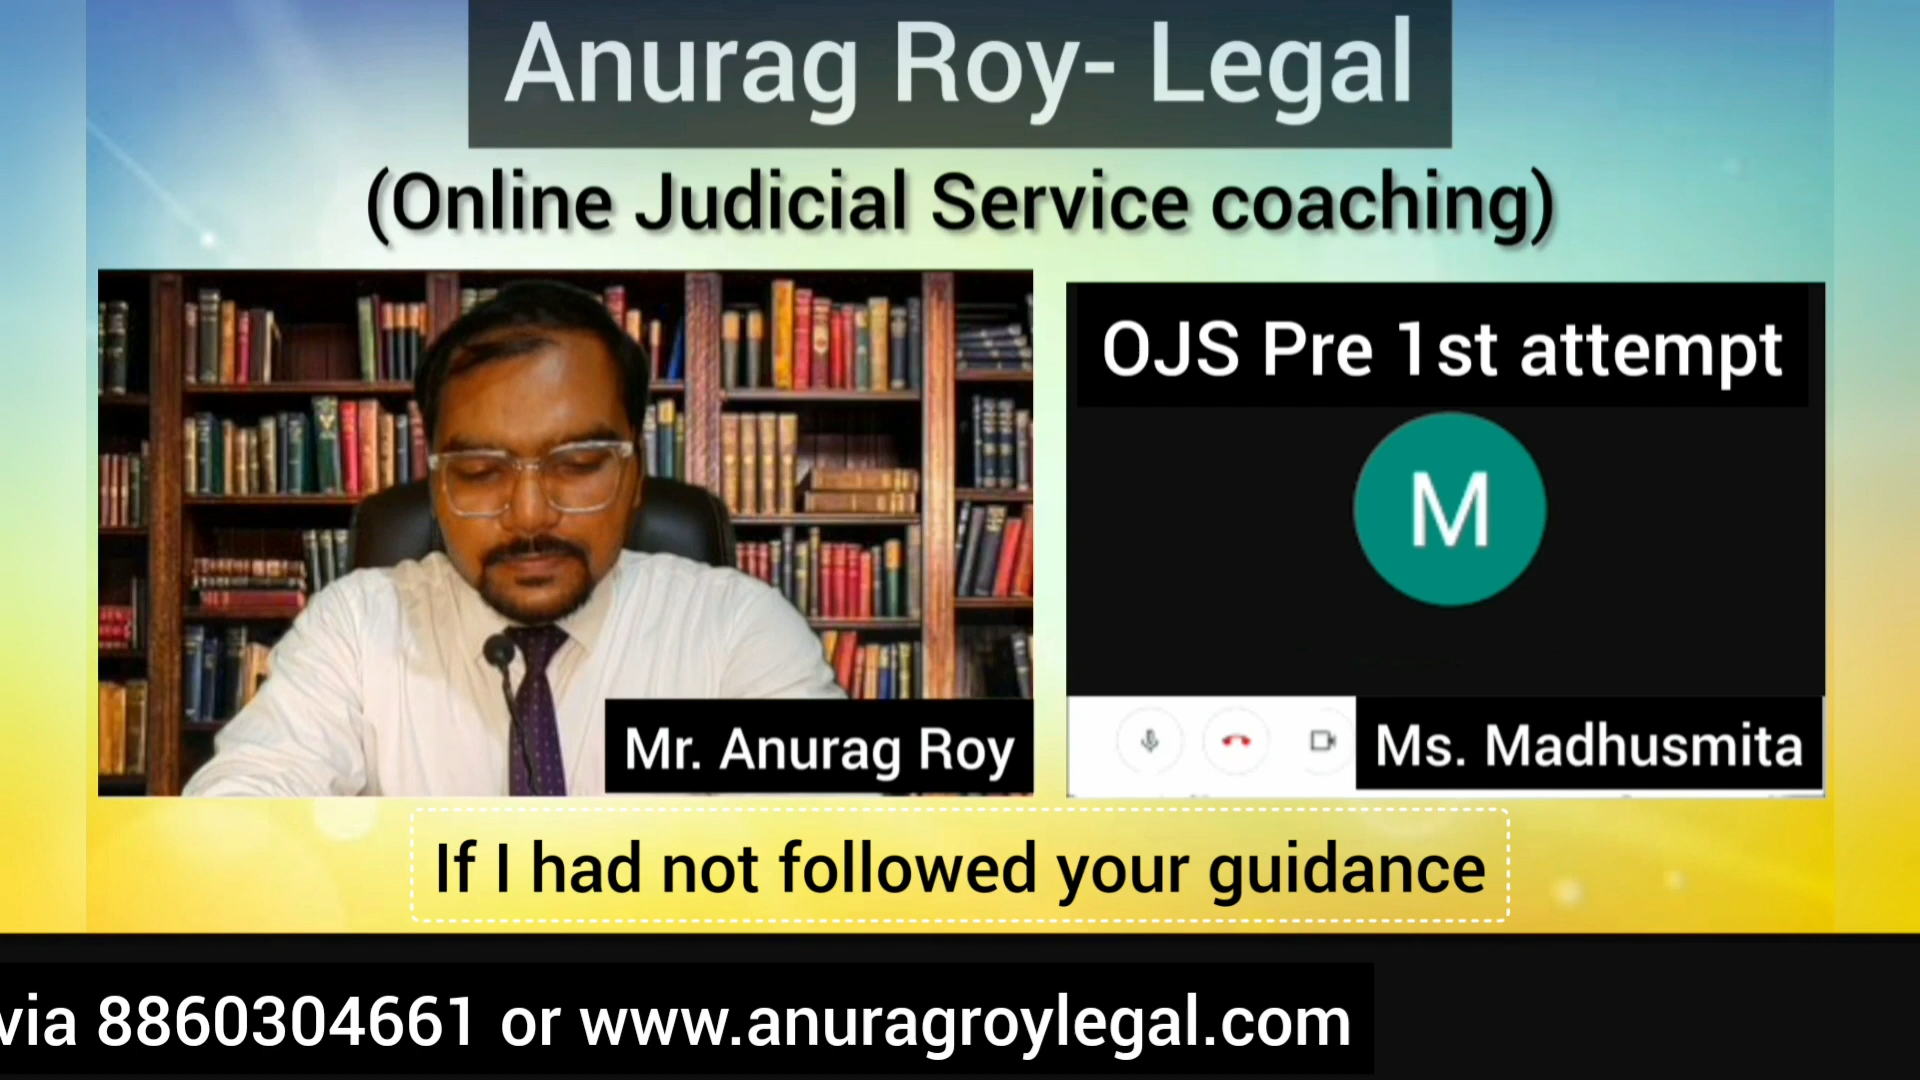 Anurag Roy- Legal
(Online Judicial Service coaching)
OJS Pre 1st attempt
M
Mr. Anurag Roy
Ms. Madhusmita
If I had not followed your guidance
via 8860304661 or www.anuragroylegal.com